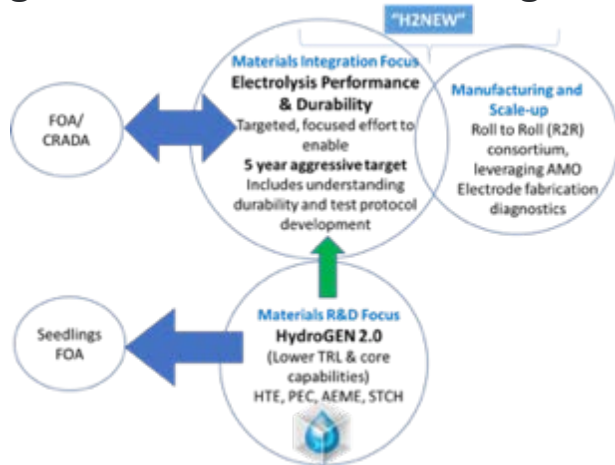 "H2NEW"
Materials Integration Focus
Electrolysis Performance
& Durability
Targeted, focused effort to
enable
5 year aggressive target
Includes understanding
durability and test protocol
development
Manufacturing and
Scale-up
Roll to Roll (R2R)
consortium,
leveraging AMO
Electrode fabrication
diagnostics
FOA/
CRADA
Materials R&D Focus
HydroGEN 2.0
(Lower TRL & core
capabilities)
HTE, PEC, AEME, STCH
Seedlings
FOA